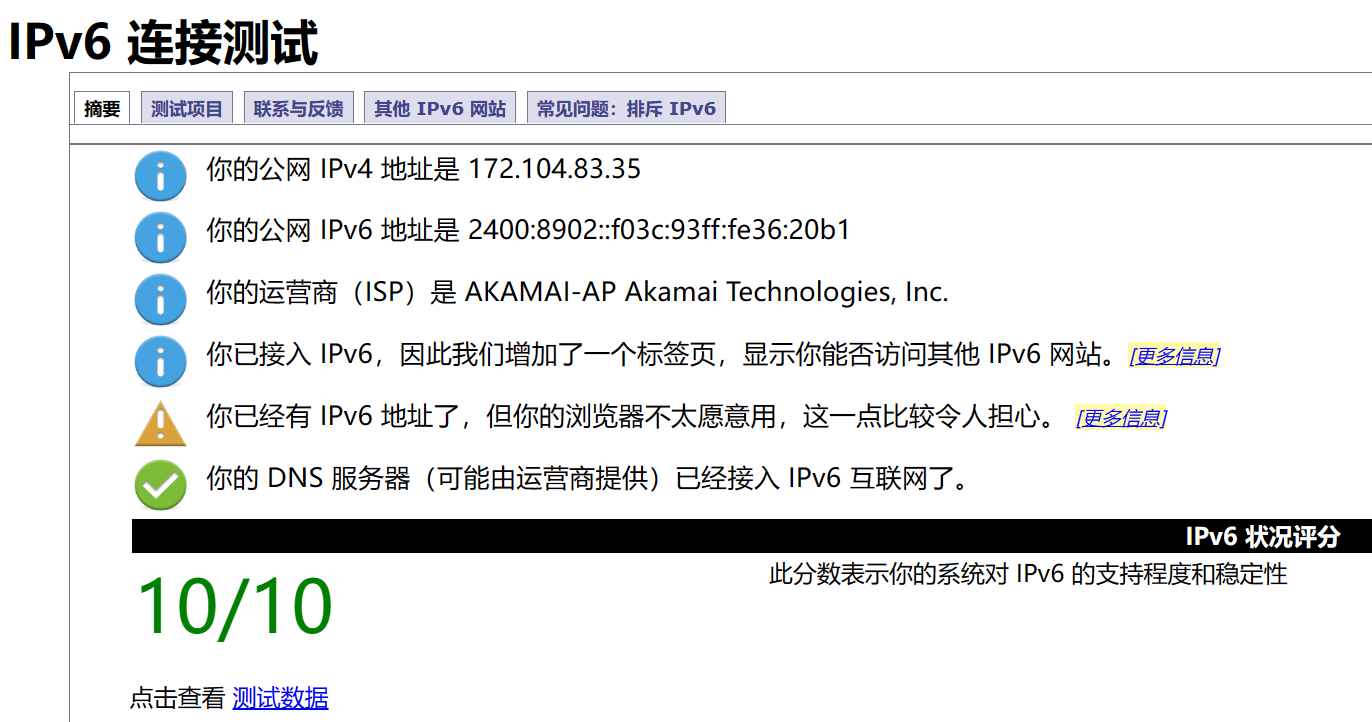 IPv6 连接测试
摘要 测试项目 联系与反馈 其他 IPv6 网站 常见问题：排斥 IPv6
你的公网 IPv4 地址是 172.104.83.35
你的公网 IPv6 地址是 2400:8902::f03c:93ff:fe36:20b1
你的运营商（ISP）是 AKAMAI-AP Akamai Technologies, Inc.
你已接入 IPv6，因此我们增加了一个标签页，显示你能否访问其他 IPv6 网站。 [更多信息]
你已经有 IPv6 地址了，但你的浏览器不太愿意用，这一点比较令人担心。 [更多信息]
你的 DNS 服务器（可能由运营商提供）已经接入 IPv6 互联网了。
IPv6 状况评分
10/10
此分数表示你的系统对 IPv6 的支持程度和稳定性
点击查看 测试数据